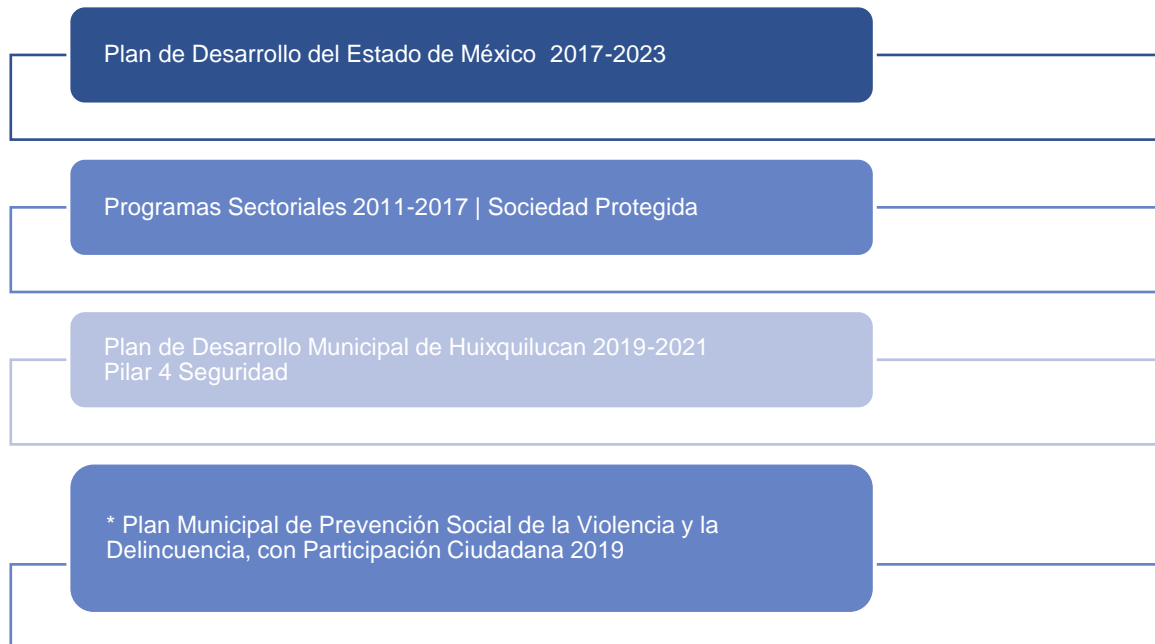 Plan de Desarrollo del Estado de México 2017-2023
Programas Sectoriales 2011-2017 | Sociedad Protegida
Plan de Desarrollo Municipal de Huixquilucan 2019-2021
Pilar 4 Seguridad
* Plan Municipal de Prevención Social de la Violencia y la
Delincuencia, con Participación Ciudadana 2019